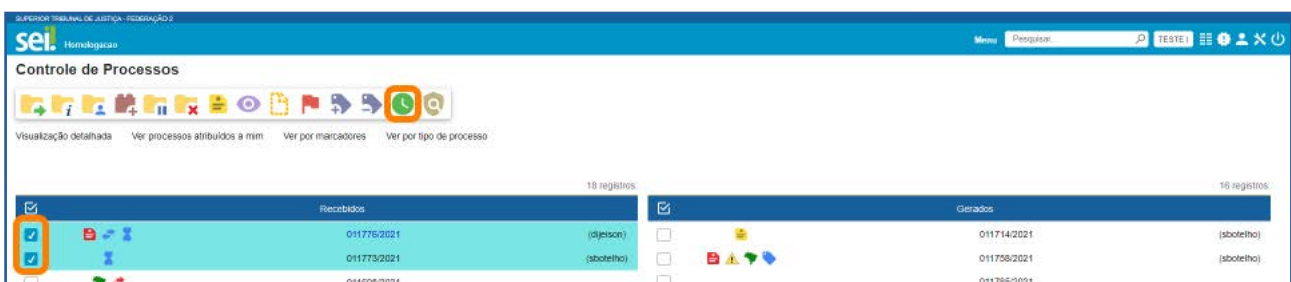 SUPERIOR TRIBUNAL DE JUSTIÇA - FEDERAÇÃO 2
sei. Homologacao Menu Pesquisar... TESTE I
Controle de Processos
Visualização detalhada Ver processos atribuídos a mim Ver por marcadores Ver por tipo de processo
18 registros: 16 registros:
Recebidos Gerados
011776/2021 (dijeison) 011714/2021 (sbotelho)
011773/2021 (sbotelho) 011758/2021 (sbotelho)